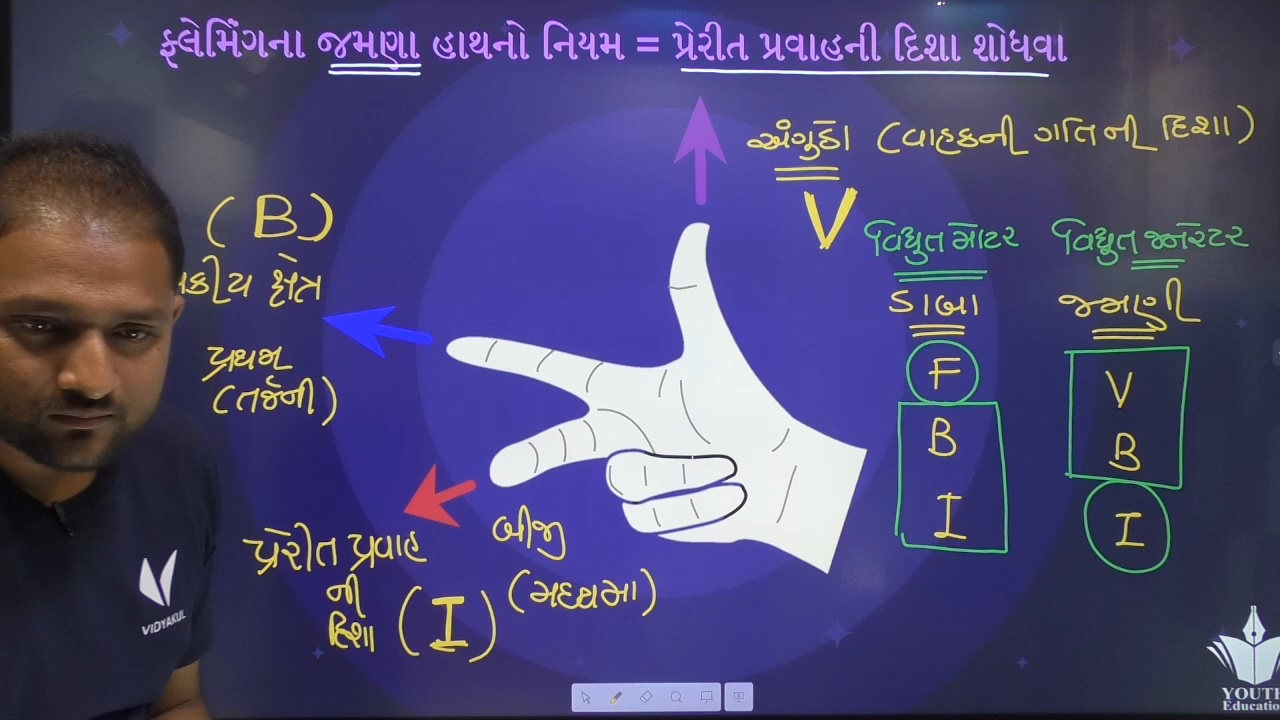 ફ્લેમિંગના જમાણા હાથનો નિયમ = પ્રેરીત પ્રવાહની દિશા શોધવા
અંગુઠો (વાહકની ગતિની દિશા)
V
(B)
ક્ષેત્ર
પ્રથમ
(તર્જની)
પ્રેરીત પ્રવાહ
ની
દિશા
(I)
બીજી
(મધ્યમા)
વિદ્યુત મોટર
ડાબા
F
B
I
વિદ્યુત જનરેટર
જમણી
V
B
I
VIDYAKUL
YOUTH
Education